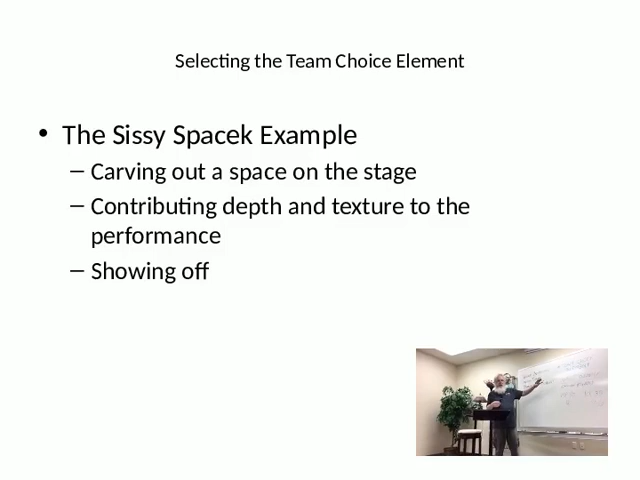 Selecting the Team Choice Element
• The Sissy Spacek Example
– Carving out a space on the stage
– Contributing depth and texture to the
performance
– Showing off